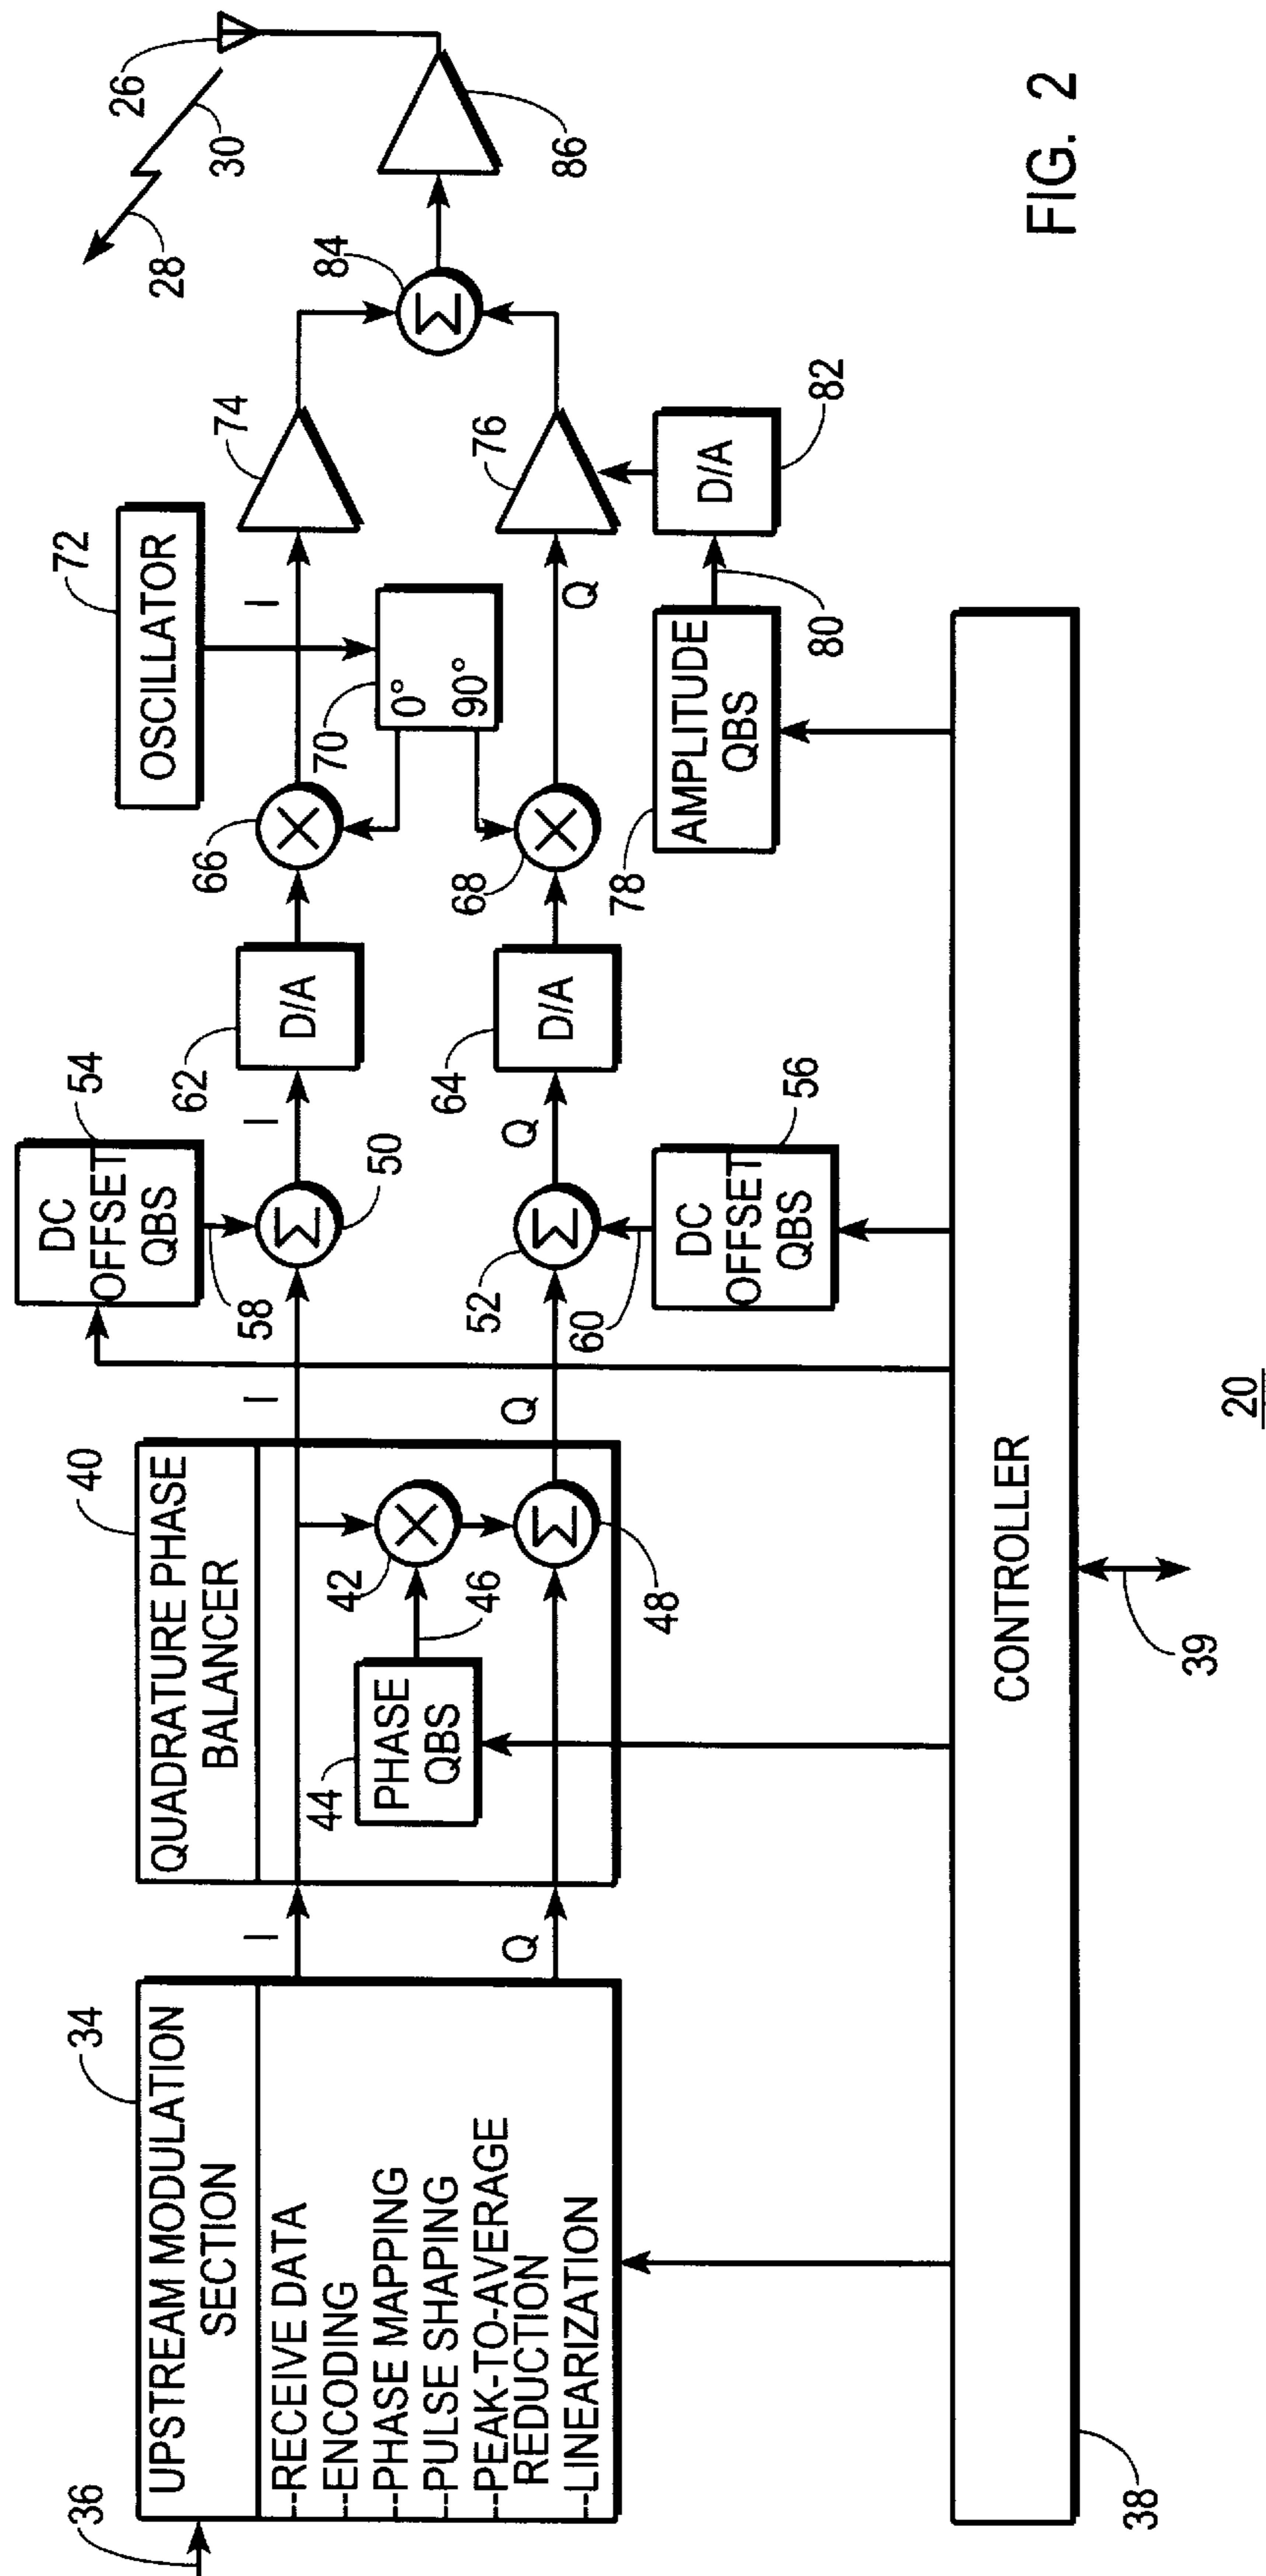 36
UPSTREAM MODULATION
SECTION
34
--RECEIVE DATA
--ENCODING
--PHASE MAPPING
--PULSE SHAPING
--PEAK-TO-AVERAGE
REDUCTION
--LINEARIZATION
I
Q
QUADRATURE PHASE
BALANCER
40
44
PHASE
QBS
46
42
48
I
Q
DC
OFFSET
QBS
54
58
50
52
60
DC
OFFSET
QBS
56
I
Q
62
D/A
64
D/A
66
68
OSCILLATOR
72
70
0°
90°
I
Q
74
76
78
AMPLITUDE
QBS
80
D/A
82
84
86
28
30
26
CONTROLLER
38
39
20
FIG. 2